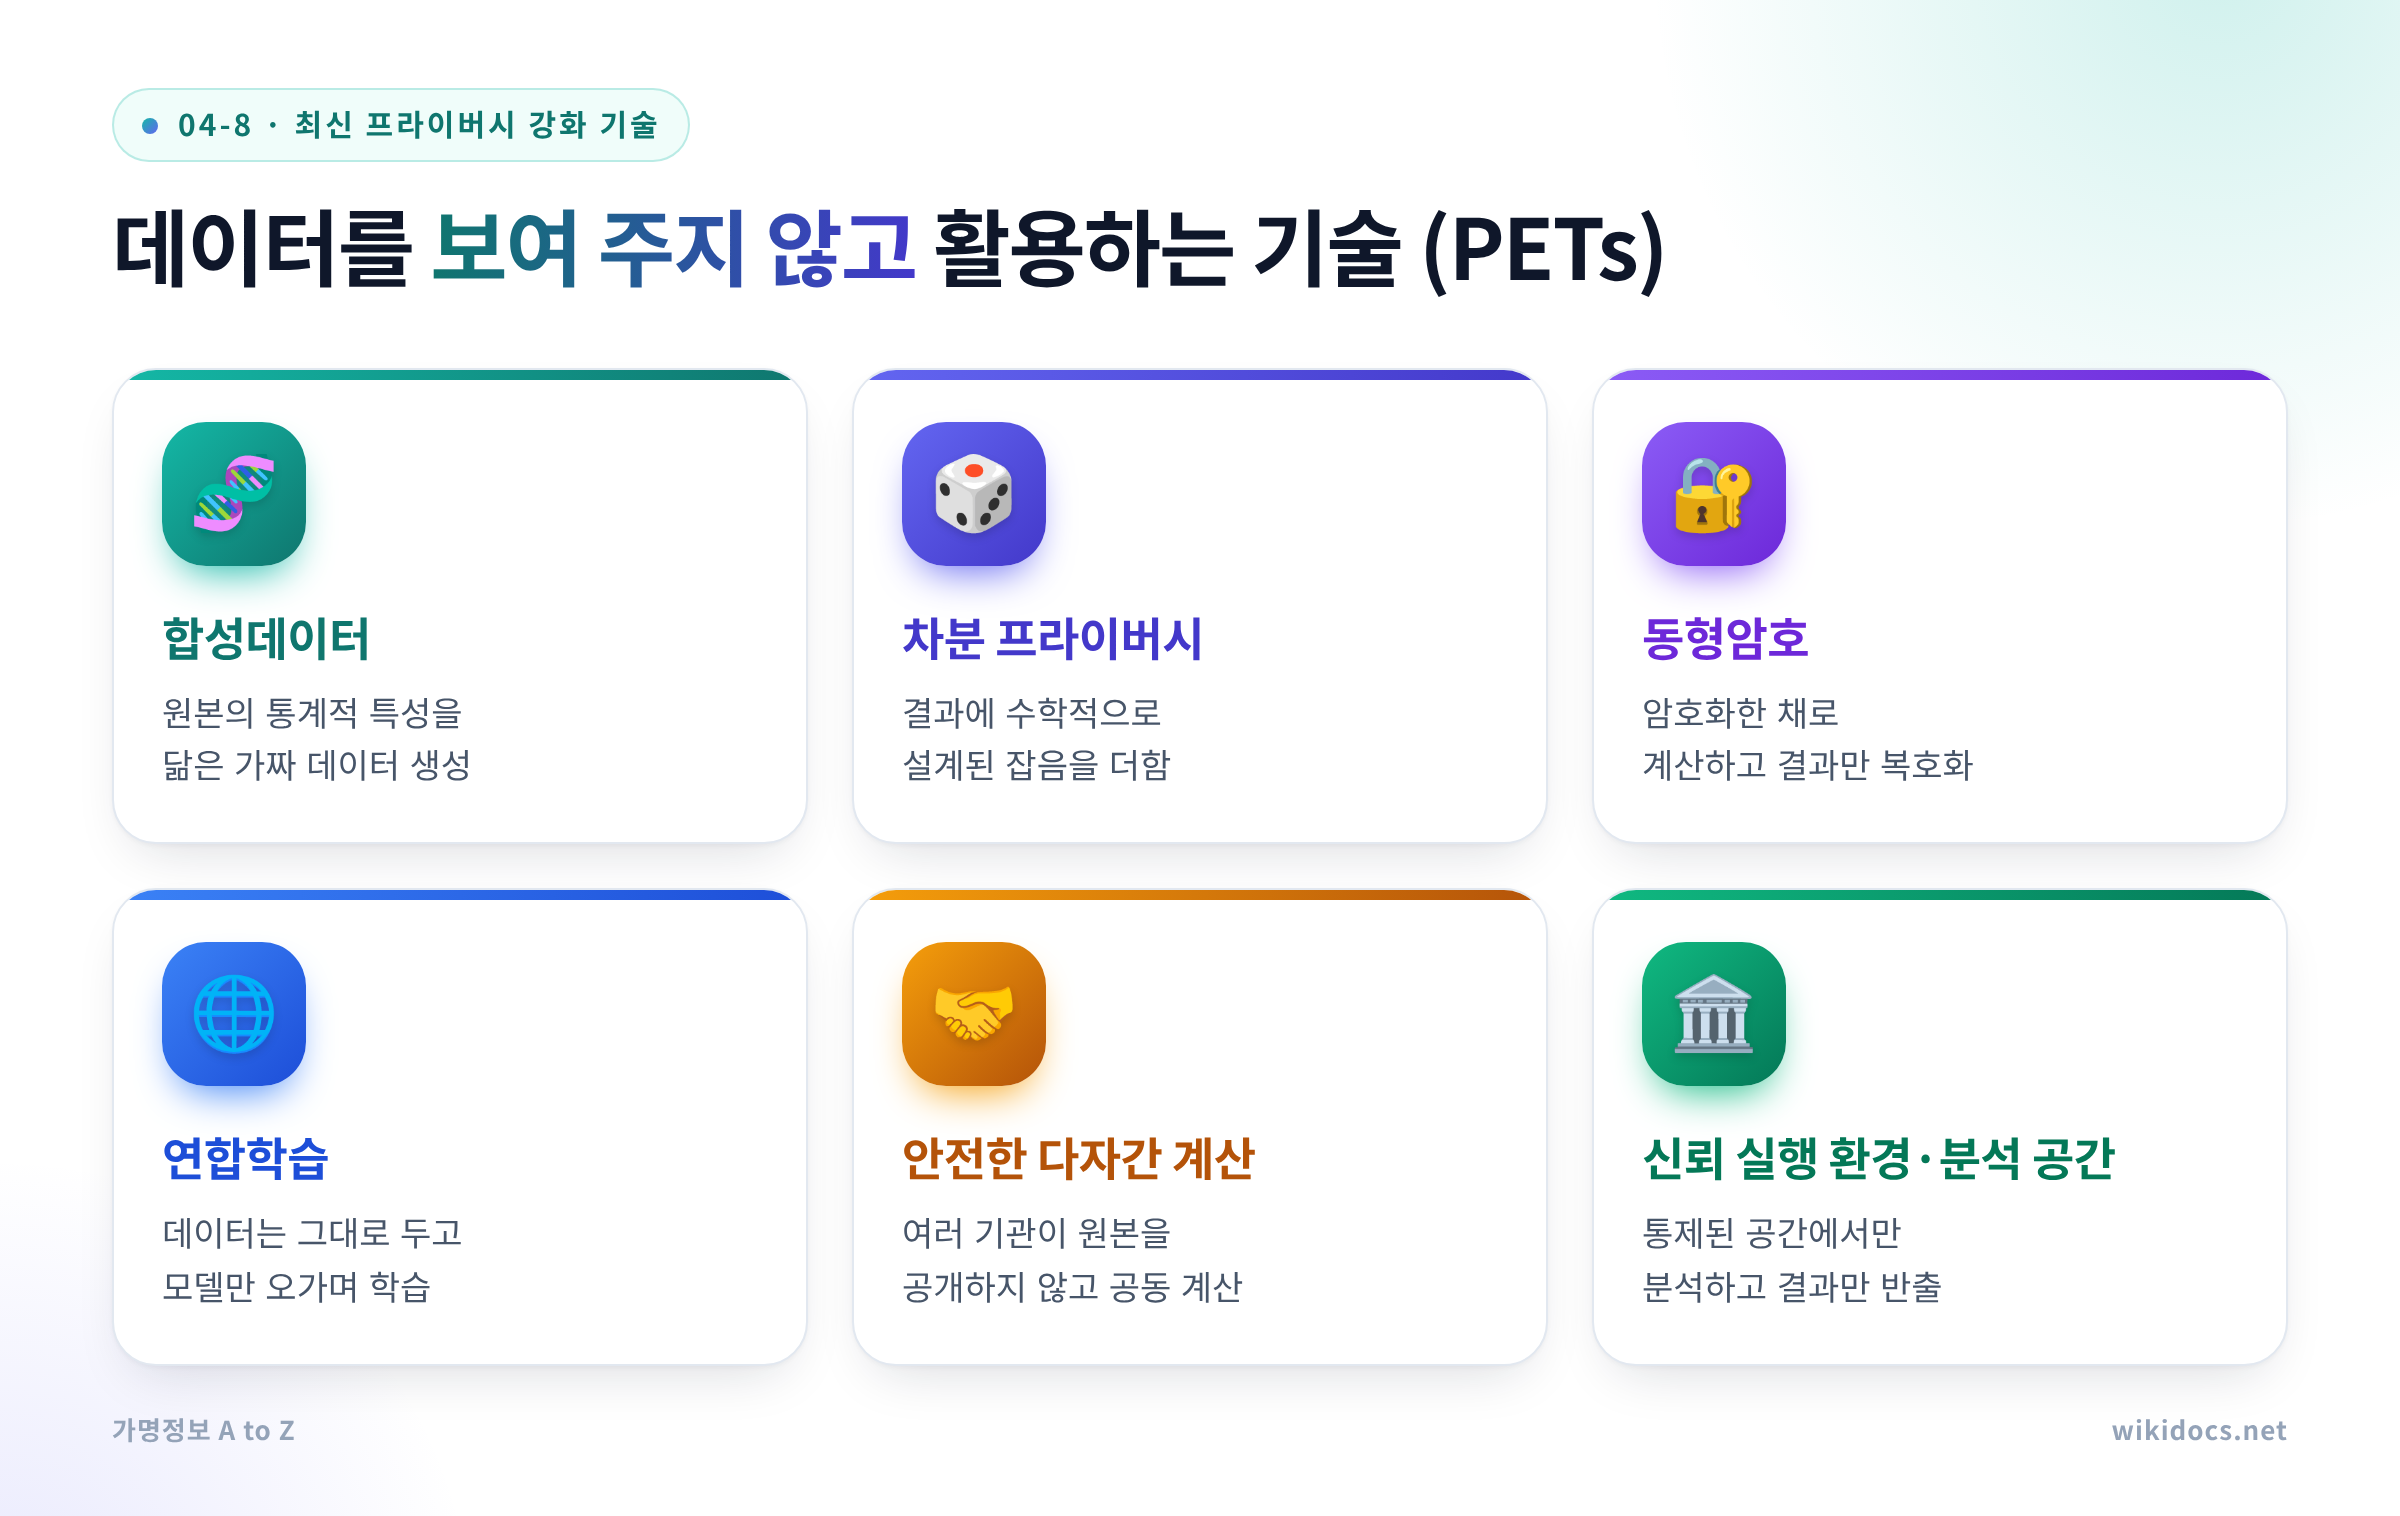 04-8 · 최신 프라이버시 강화 기술
데이터를 보여 주지 않고 활용하는 기술 (PETs)
합성데이터
원본의 통계적 특성을
닮은 가짜 데이터 생성
차분 프라이버시
결과에 수학적으로
설계된 잡음을 더함
동형암호
암호화한 채로
계산하고 결과만 복호화
연합학습
데이터는 그대로 두고
모델만 오가며 학습
안전한 다자간 계산
여러 기관이 원본을
공개하지 않고 공동 계산
신뢰 실행 환경·분석 공간
통제된 공간에서만
분석하고 결과만 반출
가명정보 A to Z
wikidocs.net